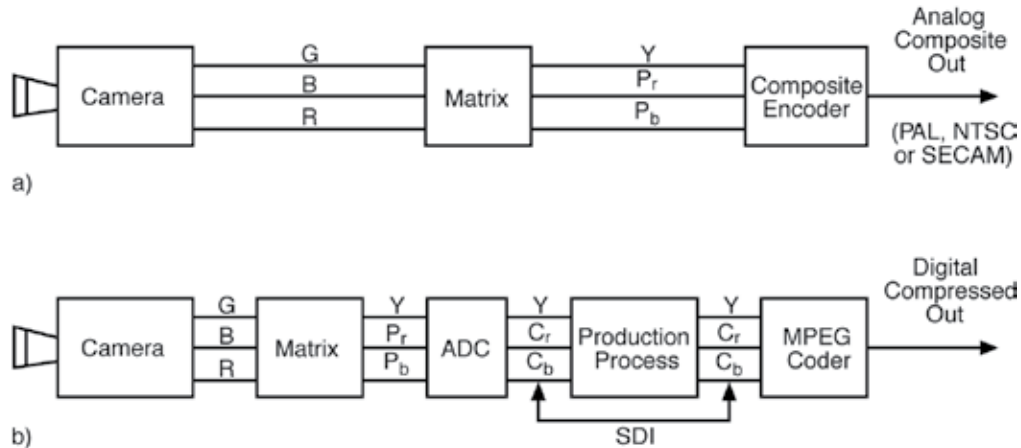 Analog
Composite
Out
G
Y
B
Pr
Camera
Matrix
Composite
Encoder
R
Pb
(PAL, NTSC
or SECAM)
a)
Digital
Compressed
Out
G
Y
Y
Y
B
Pr
Cr
Cr
Camera
Matrix
ADC
Production
Process
MPEG
Coder
R
Pb
Cb
Cb
SDI
b)